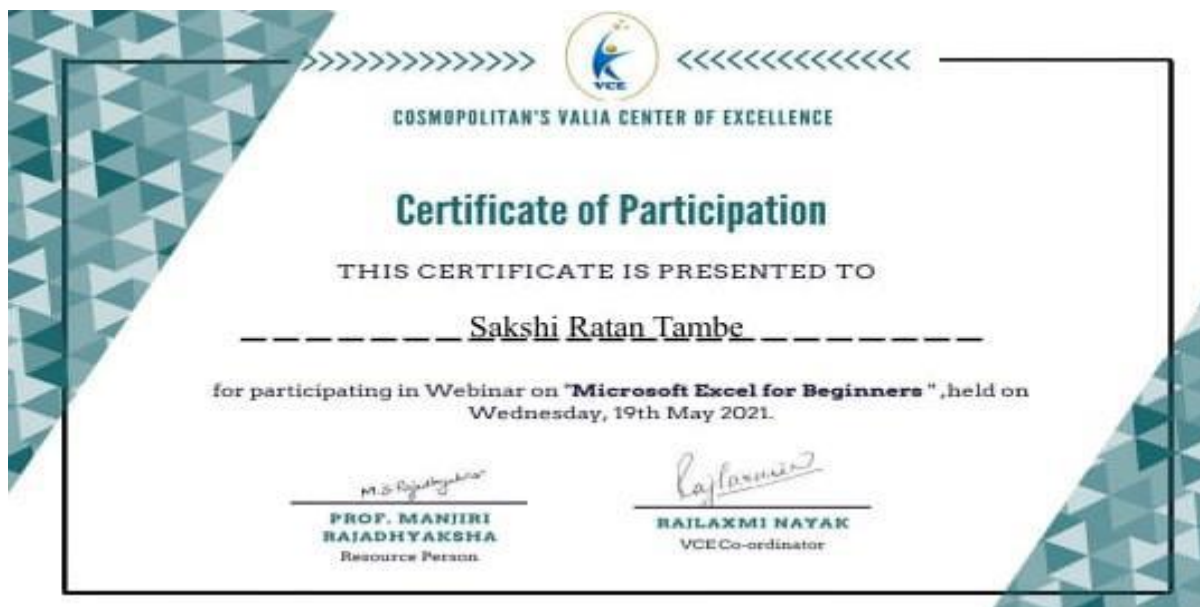 VCE
COSMOPOLITAN'S VALIA CENTER OF EXCELLENCE
Certificate of Participation
THIS CERTIFICATE IS PRESENTED TO
Sakshi Ratan Tambe
for participating in Webinar on "Microsoft Excel for Beginners " ,held on
Wednesday, 19th May 2021.
M.S Rajadhyaksha
Rajlaxmi
PROF. MANJIRI
RAJADHYAKSHA
Resource Person
RAJLAXMI NAYAK
VCE Co-ordinator